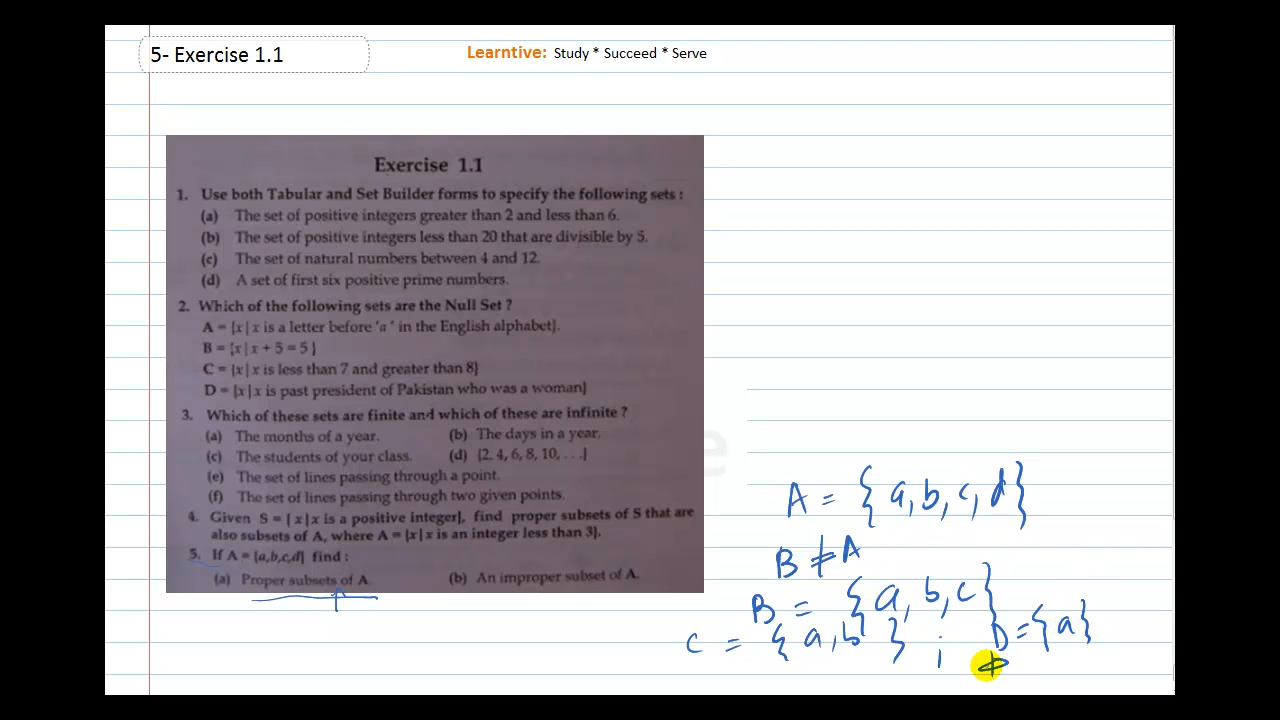 5- Exercise 1.1
Learntive: Study * Succeed * Serve
Exercise 1.1
1. Use both Tabular and Set Builder forms to specify the following sets :
(a) The set of positive integers greater than 2 and less than 6.
(b) The set of positive integers less than 20 that are divisible by 5.
(c) The set of natural numbers between 4 and 12.
(d) A set of first six positive prime numbers.
2. Which of the following sets are the Null Set ?
A = {x | x is a letter before 'a' in the English alphabet}.
B = {x | x + 5 = 5 }
C = {x | x is less than 7 and greater than 8}
D = {x | x is past president of Pakistan who was a woman}
3. Which of these sets are finite and which of these are infinite ?
(a) The months of a year. (b) The days in a year.
(c) The students of your class. (d) {2, 4, 6, 8, 10, . . .}
(e) The set of lines passing through a point.
(f) The set of lines passing through two given points.
4. Given S = { x | x is a positive integer}, find proper subsets of S that are
also subsets of A, where A = {x | x is an integer less than 3}.
5. If A = {a,b,c,d} find :
(a) Proper subsets of A. (b) An improper subset of A.
A = { a, b, c, d }
B ≠ A
B = { a, b, c }
C = { a, b } ; D = { a }
ϕ